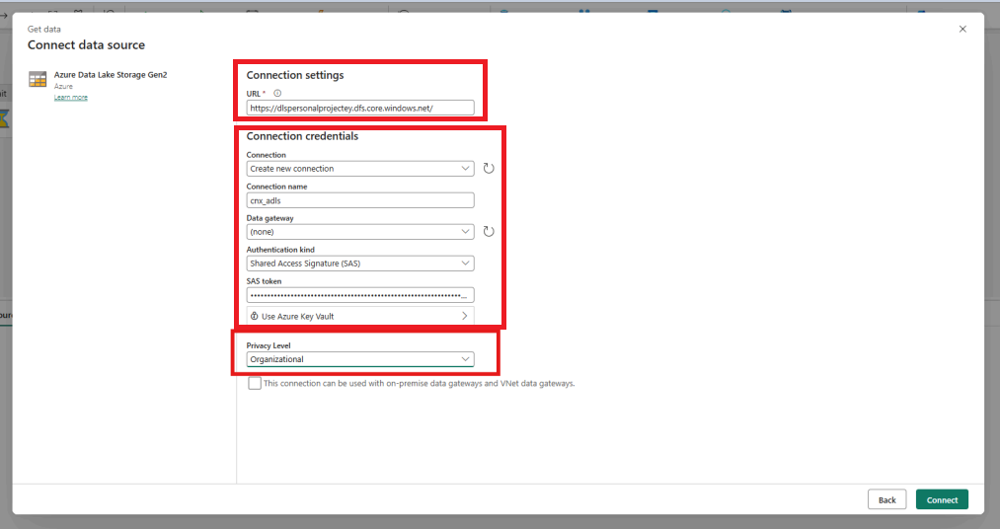 Get data
Connect data source
Azure Data Lake Storage Gen2
Azure
Learn more
Connection settings
URL *
https://dlspersonalprojectey.dfs.core.windows.net/
Connection credentials
Connection
Create new connection
Connection name
cnx_adls
Data gateway
(none)
Authentication kind
Shared Access Signature (SAS)
SAS token
Use Azure Key Vault
Privacy Level
Organizational
This connection can be used with on-premise data gateways and VNet data gateways.
Back
Connect